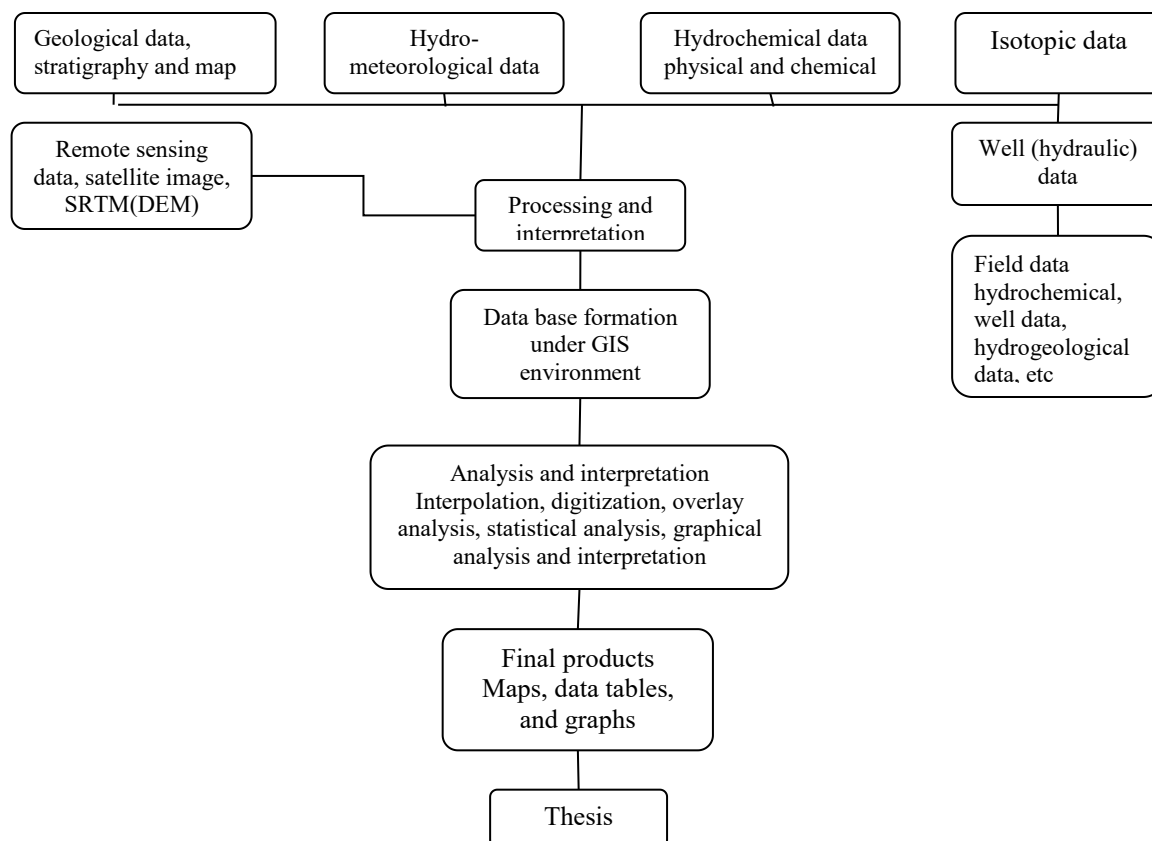 Geological data,
stratigraphy and map
Hydro-
meteorological data
Hydrochemical data
physical and chemical
Isotopic data
Remote sensing
data, satellite image,
SRTM(DEM)
Well (hydraulic)
data
Processing and
interpretation
Field data
hydrochemical,
well data,
hydrogeological
data, etc
Data base formation
under GIS
environment
Analysis and interpretation
Interpolation, digitization, overlay
analysis, statistical analysis, graphical
analysis and interpretation
Final products
Maps, data tables,
and graphs
Thesis